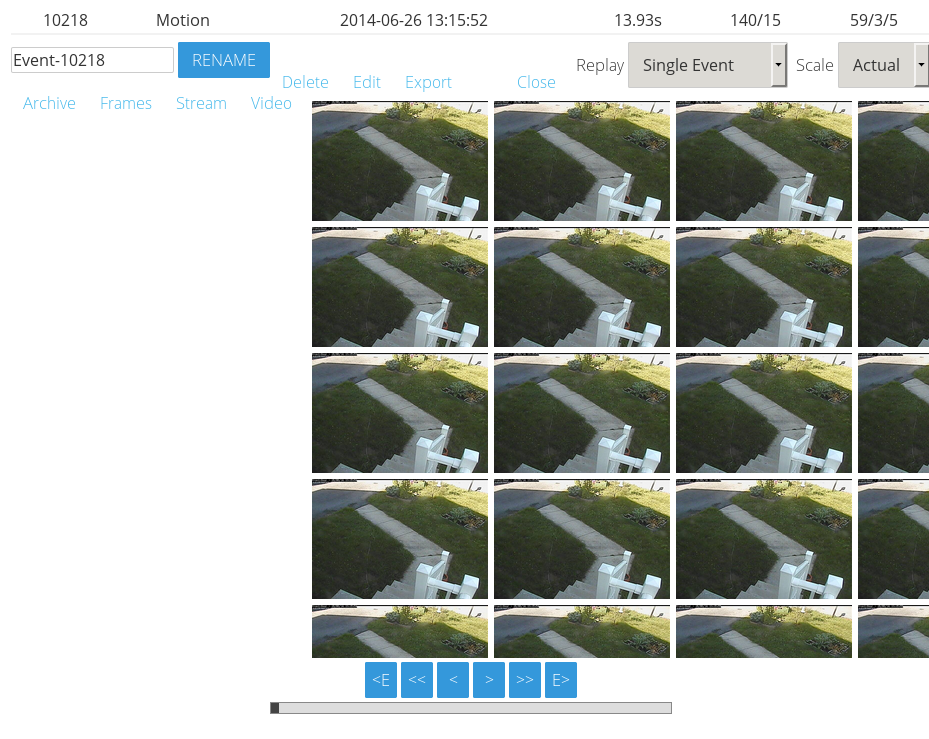 10218 Motion 2014-06-26 13:15:52 13.93s 140/15 59/3/5
Event-10218 RENAME Replay Single Event Scale Actual
Delete Edit Export Close
Archive Frames Stream Video
<E << < > >> E>